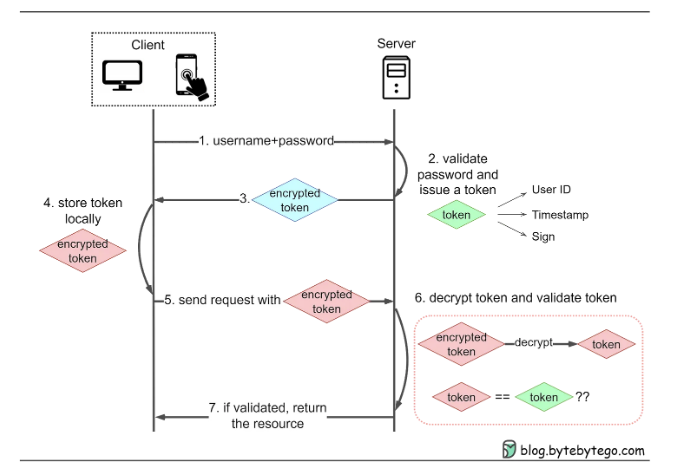 Client
Server
1. username+password
2. validate
password and
issue a token
token
User ID
Timestamp
Sign
3.
encrypted
token
4. store token
locally
encrypted
token
5. send request with
encrypted
token
6. decrypt token and validate token
encrypted
token
decrypt
token
token == token ??
7. if validated, return
the resource
blog.bytebytego.com